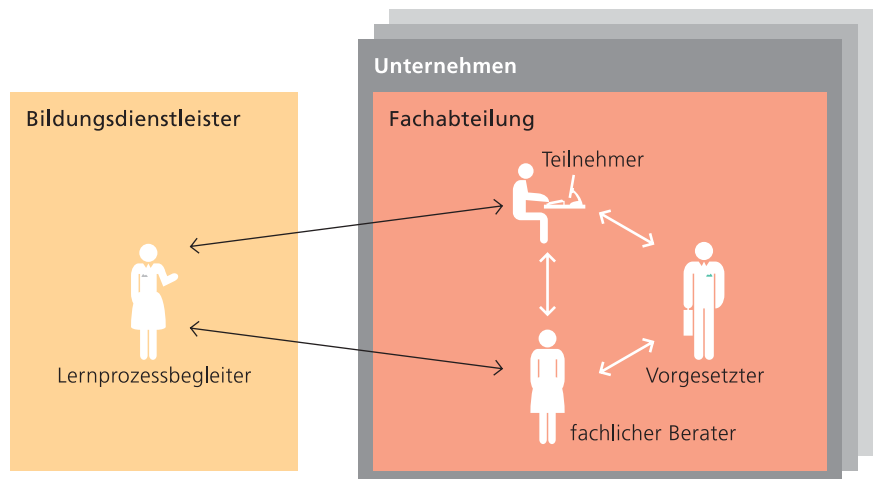 Unternehmen
Bildungsdienstleister
Fachabteilung
Teilnehmer
Lernprozessbegleiter
Vorgesetzter
fachlicher Berater